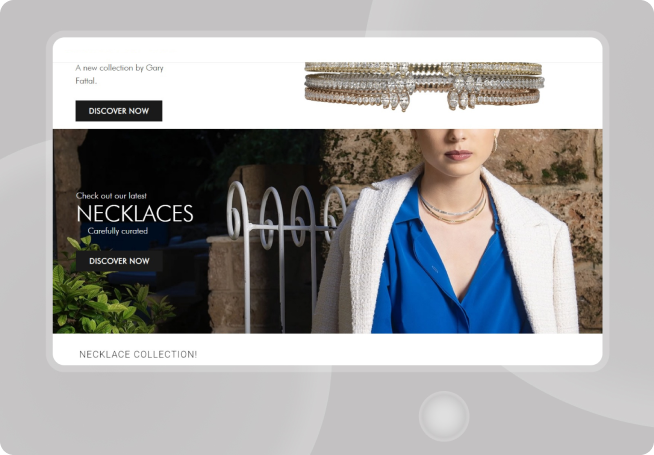 A new collection by Gary
Fattal.
DISCOVER NOW
Check out our latest
NECKLACES
Carefully curated
DISCOVER NOW
NECKLACE COLLECTION!